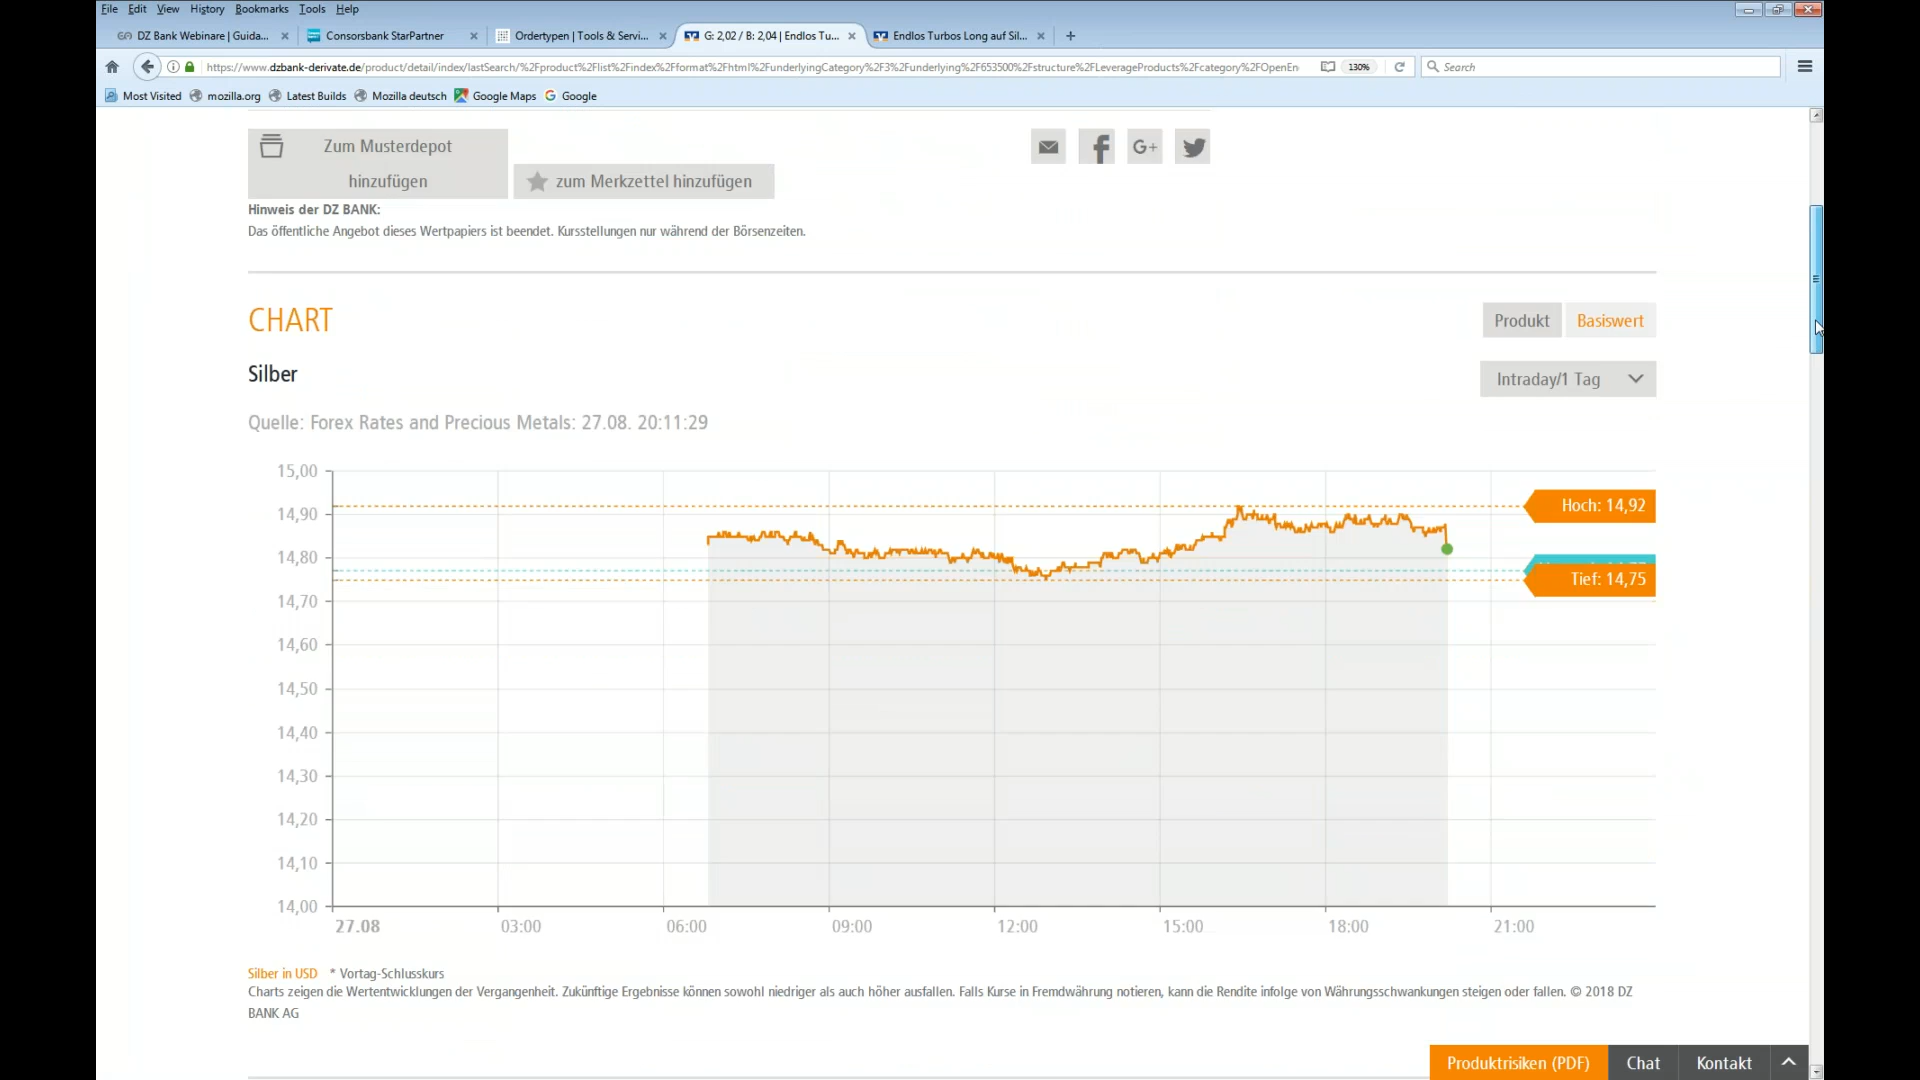 File Edit View History Bookmarks Tools Help
DZ Bank Webinare | Guida... Consorsbank StarPartner Ordertypen | Tools & Servi... G: 2,02 / B: 2,04 | Endlos Tu... Endlos Turbos Long auf Sil...
https://www.dzbank-derivate.de/product/detail/index/lastSearch/%2Fproduct%2Flist%2Findex%2Fformat%2Fhtml%2FunderlyingCategory%2F3%2Funderlying%2F653500%2Fstructure%2FLeverageProducts%2Fcategory%2FOpenEn 130% Search
Most Visited mozilla.org Latest Builds Mozilla deutsch Google Maps Google
Zum Musterdepot
hinzufügen
zum Merkzettel hinzufügen
Hinweis der DZ BANK:
Das öffentliche Angebot dieses Wertpapiers ist beendet. Kursstellungen nur während der Börsenzeiten.
CHART
Produkt Basiswert
Silber
Intraday/1 Tag
Quelle: Forex Rates and Precious Metals: 27.08. 20:11:29
15,00
Hoch: 14,92
14,90
14,80
Tief: 14,75
14,70
14,60
14,50
14,40
14,30
14,20
14,10
14,00
27.08 03:00 06:00 09:00 12:00 15:00 18:00 21:00
Silber in USD * Vortag-Schlusskurs
Charts zeigen die Wertentwicklungen der Vergangenheit. Zukünftige Ergebnisse können sowohl niedriger als auch höher ausfallen. Falls Kurse in Fremdwährung notieren, kann die Rendite infolge von Währungsschwankungen steigen oder fallen. © 2018 DZ
BANK AG
Produktrisiken (PDF) Chat Kontakt